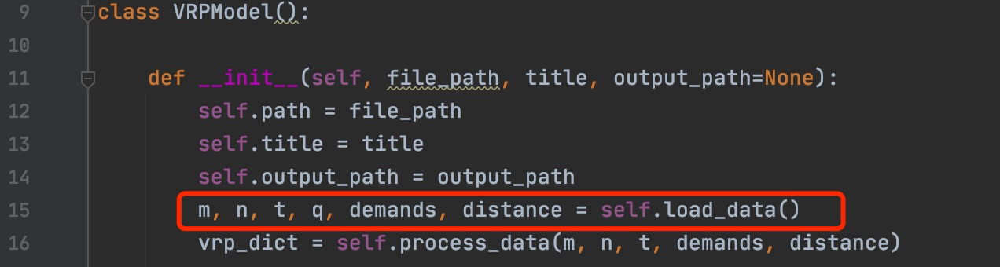 9 class VRPModel():
10
11 def __init__(self, file_path, title, output_path=None):
12 self.path = file_path
13 self.title = title
14 self.output_path = output_path
15 m, n, t, q, demands, distance = self.load_data()
16 vrp_dict = self.process_data(m, n, t, demands, distance)